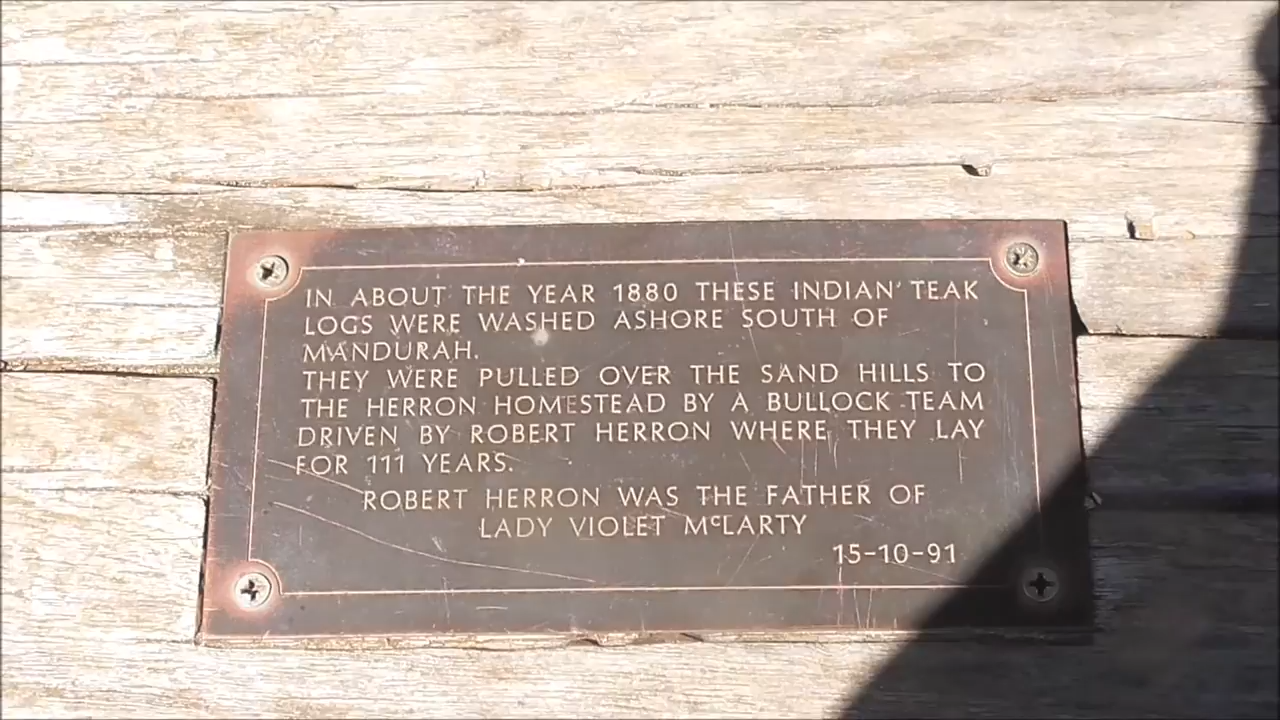 IN ABOUT THE YEAR 1880 THESE INDIAN' TEAK
LOGS WERE WASHED ASHORE SOUTH OF
MANDURAH.
THEY WERE PULLED OVER THE SAND HILLS TO
THE HERRON HOMESTEAD BY A BULLOCK TEAM
DRIVEN BY ROBERT HERRON WHERE THEY LAY
FOR 111 YEARS.
ROBERT HERRON WAS THE FATHER OF
LADY VIOLET McLARTY
15-10-91